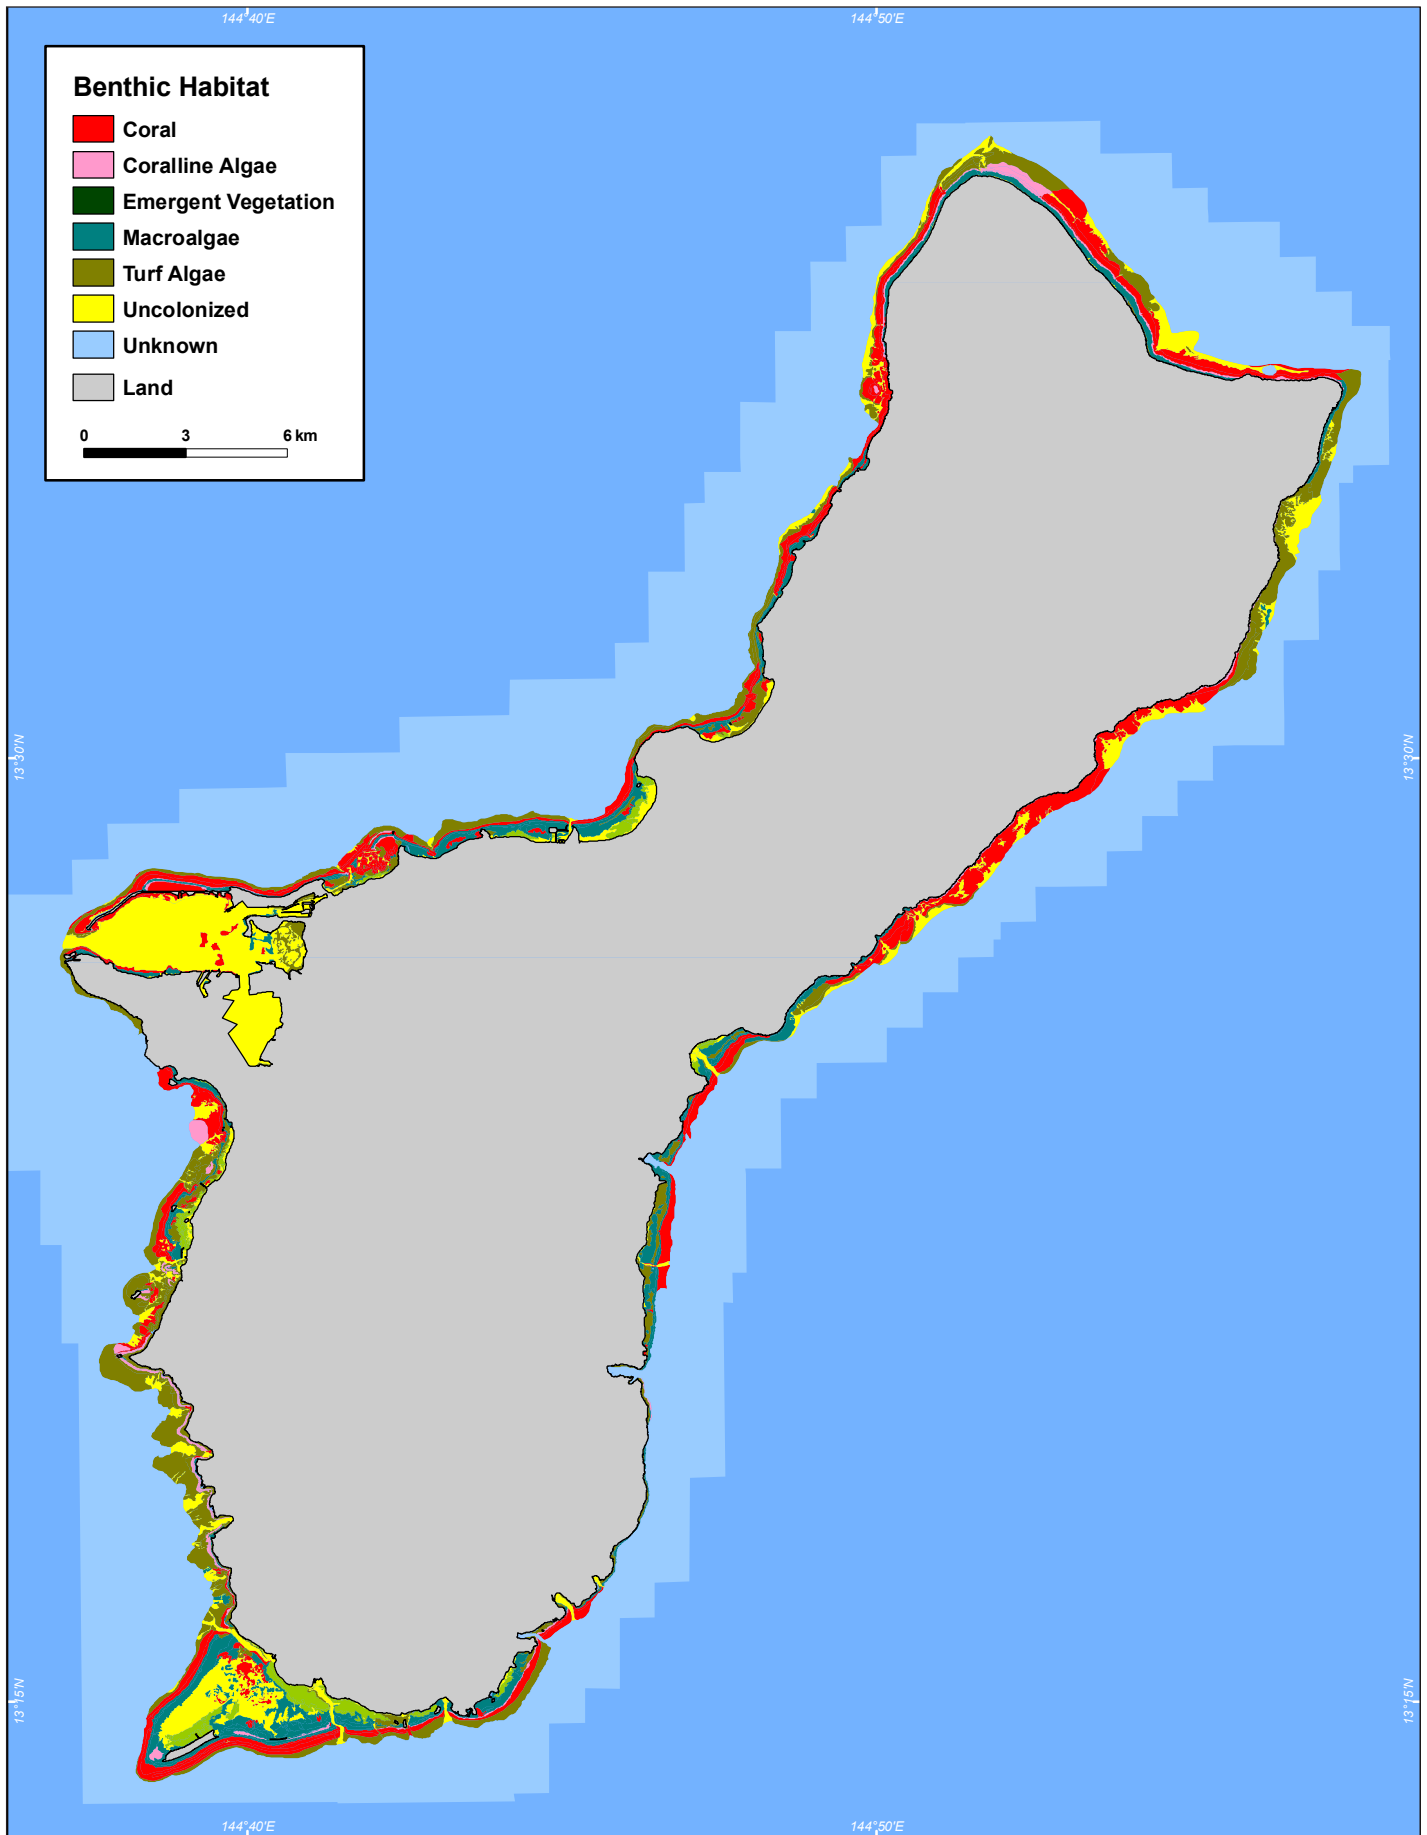 144°40'E
144°50'E
Benthic Habitat
Coral
Coralline Algae
Emergent Vegetation
Macroalgae
Turf Algae
Uncolonized
Unknown
Land
0 3 6 km
13°30'N
13°30'N
13°15'N
13°15'N
144°40'E
144°50'E